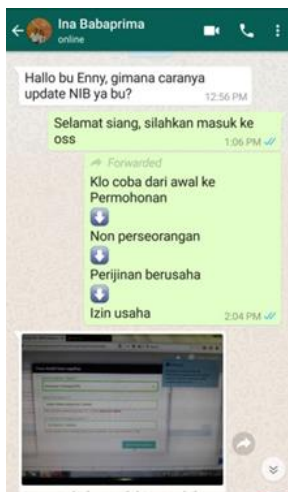 Ina Babaprima
online
Hallo bu Enny, gimana caranya
update NIB ya bu?
12:56 PM
Selamat siang, silahkan masuk ke
oss
1:06 PM
Forwarded
Klo coba dari awal ke
Permohonan
Non perseorangan
Perijinan berusaha
Izin usaha
2:04 PM